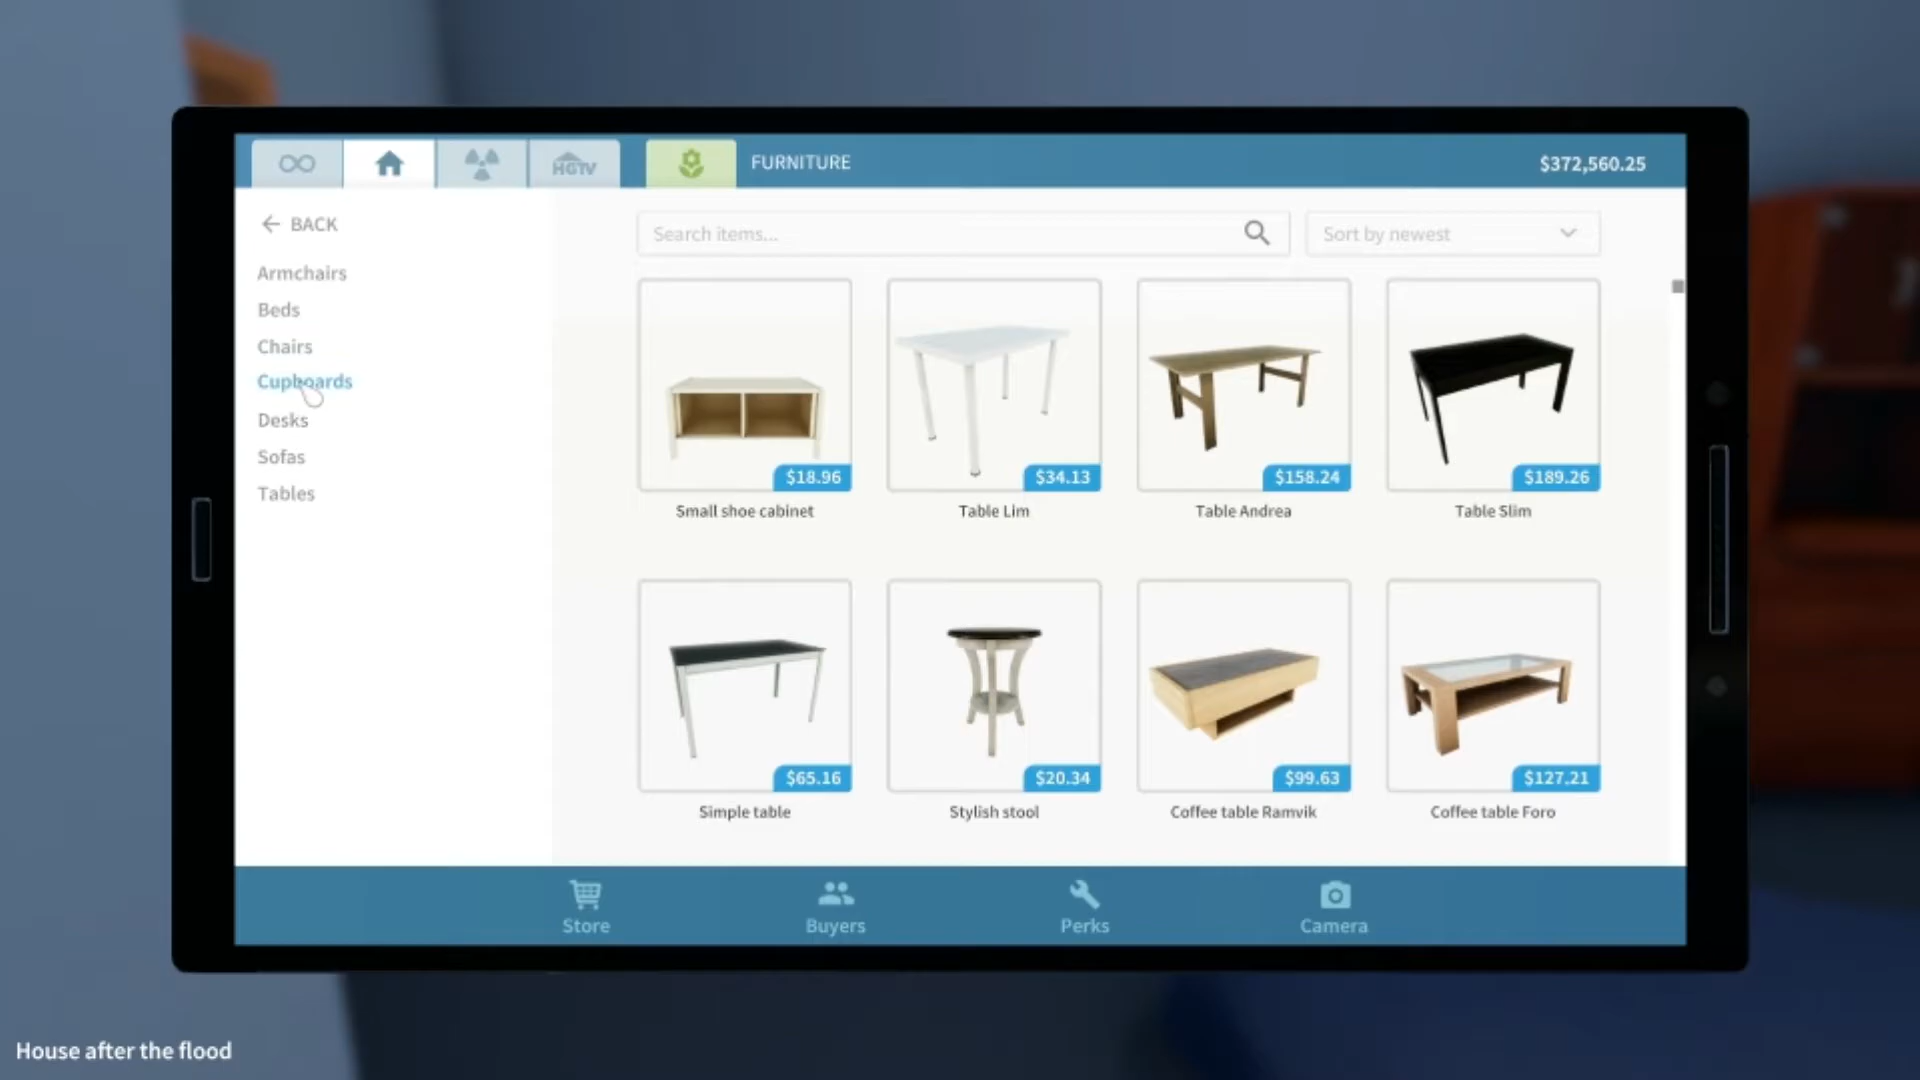 HGTV
FURNITURE
$372,560.25
BACK
Search items...
Sort by newest
Armchairs
Beds
Chairs
Cupboards
Desks
Sofas
Tables
$18.96
$34.13
$158.24
$189.26
Small shoe cabinet
Table Lim
Table Andrea
Table Slim
$65.16
$20.34
$99.63
$127.21
Simple table
Stylish stool
Coffee table Ramvik
Coffee table Foro
Store
Buyers
Perks
Camera
House after the flood